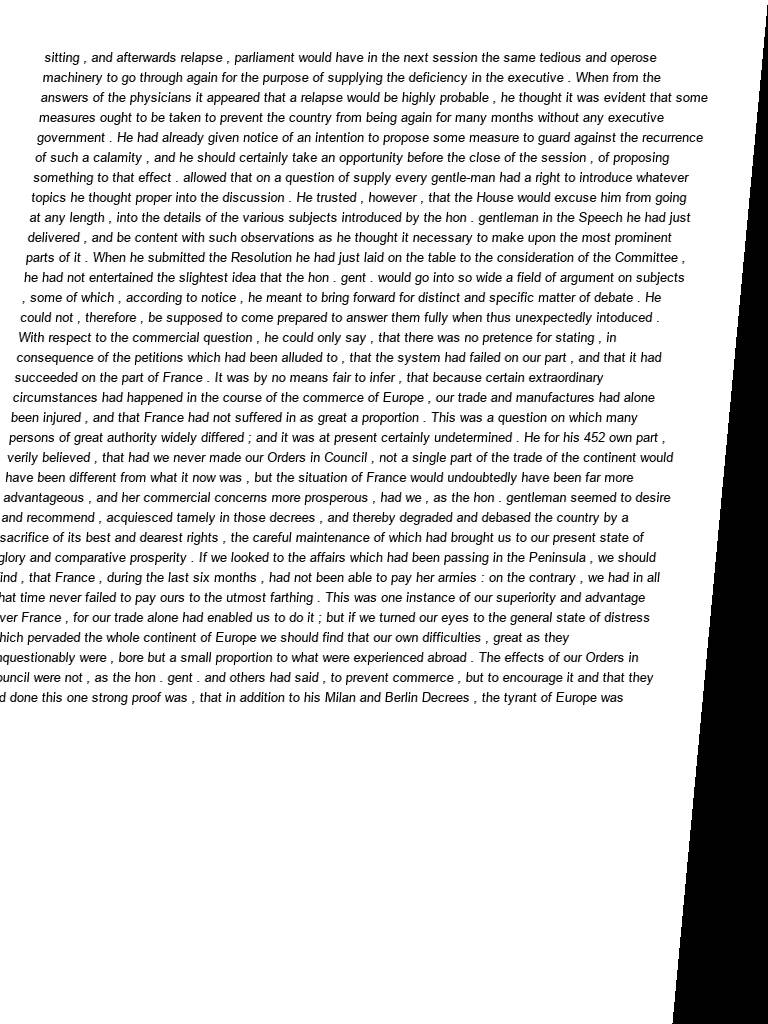 sitting , and afterwards relapse , parliament would have in the next session the same tedious and operose
machinery to go through again for the purpose of supplying the deficiency in the executive . When from the
answers of the physicians it appeared that a relapse would be highly probable , he thought it was evident that some
measures ought to be taken to prevent the country from being again for many months without any executive
government . He had already given notice of an intention to propose some measure to guard against the recurrence
of such a calamity , and he should certainly take an opportunity before the close of the session , of proposing
something to that effect . allowed that on a question of supply every gentle-man had a right to introduce whatever
topics he thought proper into the discussion . He trusted , however , that the House would excuse him from going
at any length , into the details of the various subjects introduced by the hon . gentleman in the Speech he had just
delivered , and be content with such observations as he thought it necessary to make upon the most prominent
parts of it . When he submitted the Resolution he had just laid on the table to the consideration of the Committee ,
he had not entertained the slightest idea that the hon . gent . would go into so wide a field of argument on subjects
, some of which , according to notice , he meant to bring forward for distinct and specific matter of debate . He
could not , therefore , be supposed to come prepared to answer them fully when thus unexpectedly intoduced .
With respect to the commercial question , he could only say , that there was no pretence for stating , in
consequence of the petitions which had been alluded to , that the system had failed on our part , and that it had
succeeded on the part of France . It was by no means fair to infer , that because certain extraordinary
circumstances had happened in the course of the commerce of Europe , our trade and manufactures had alone
been injured , and that France had not suffered in as great a proportion . This was a question on which many
persons of great authority widely differed ; and it was at present certainly undetermined . He for his 452 own part ,
verily believed , that had we never made our Orders in Council , not a single part of the trade of the continent would
have been different from what it now was , but the situation of France would undoubtedly have been far more
advantageous , and her commercial concerns more prosperous , had we , as the hon . gentleman seemed to desire
and recommend , acquiesced tamely in those decrees , and thereby degraded and debased the country by a
sacrifice of its best and dearest rights , the careful maintenance of which had brought us to our present state of
glory and comparative prosperity . If we looked to the affairs which had been passing in the Peninsula , we should
ind , that France , during the last six months , had not been able to pay her armies : on the contrary , we had in all
hat time never failed to pay ours to the utmost farthing . This was one instance of our superiority and advantage
ver France , for our trade alone had enabled us to do it ; but if we turned our eyes to the general state of distress
hich pervaded the whole continent of Europe we should find that our own difficulties , great as they
nquestionably were , bore but a small proportion to what were experienced abroad . The effects of our Orders in
ouncil were not , as the hon . gent . and others had said , to prevent commerce , but to encourage it and that they
d done this one strong proof was , that in addition to his Milan and Berlin Decrees , the tyrant of Europe was